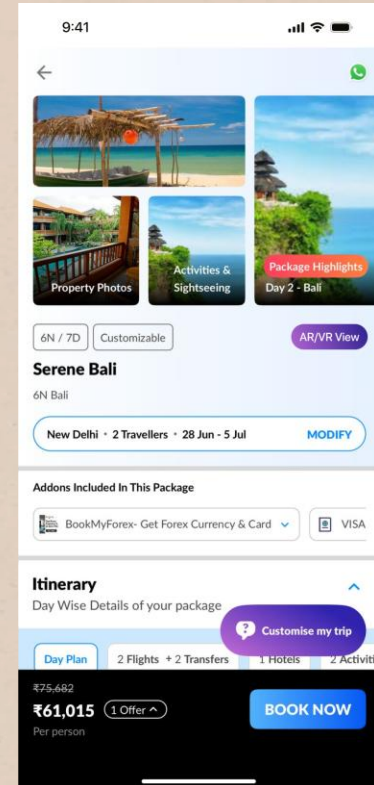 9:41
Property Photos
Activities &
Sightseeing
Package Highlights
Day 2 - Bali
6N / 7D
Customizable
AR/VR View
Serene Bali
6N Bali
New Delhi • 2 Travellers • 28 Jun - 5 Jul
MODIFY
Addons Included In This Package
BookMyForex- Get Forex Currency & Card
VISA
Itinerary
Day Wise Details of your package
Customise my trip
Day Plan
2 Flights + 2 Transfers
1 Hotels
2 Activiti
₹75,682
₹61,015
1 Offer
Per person
BOOK NOW